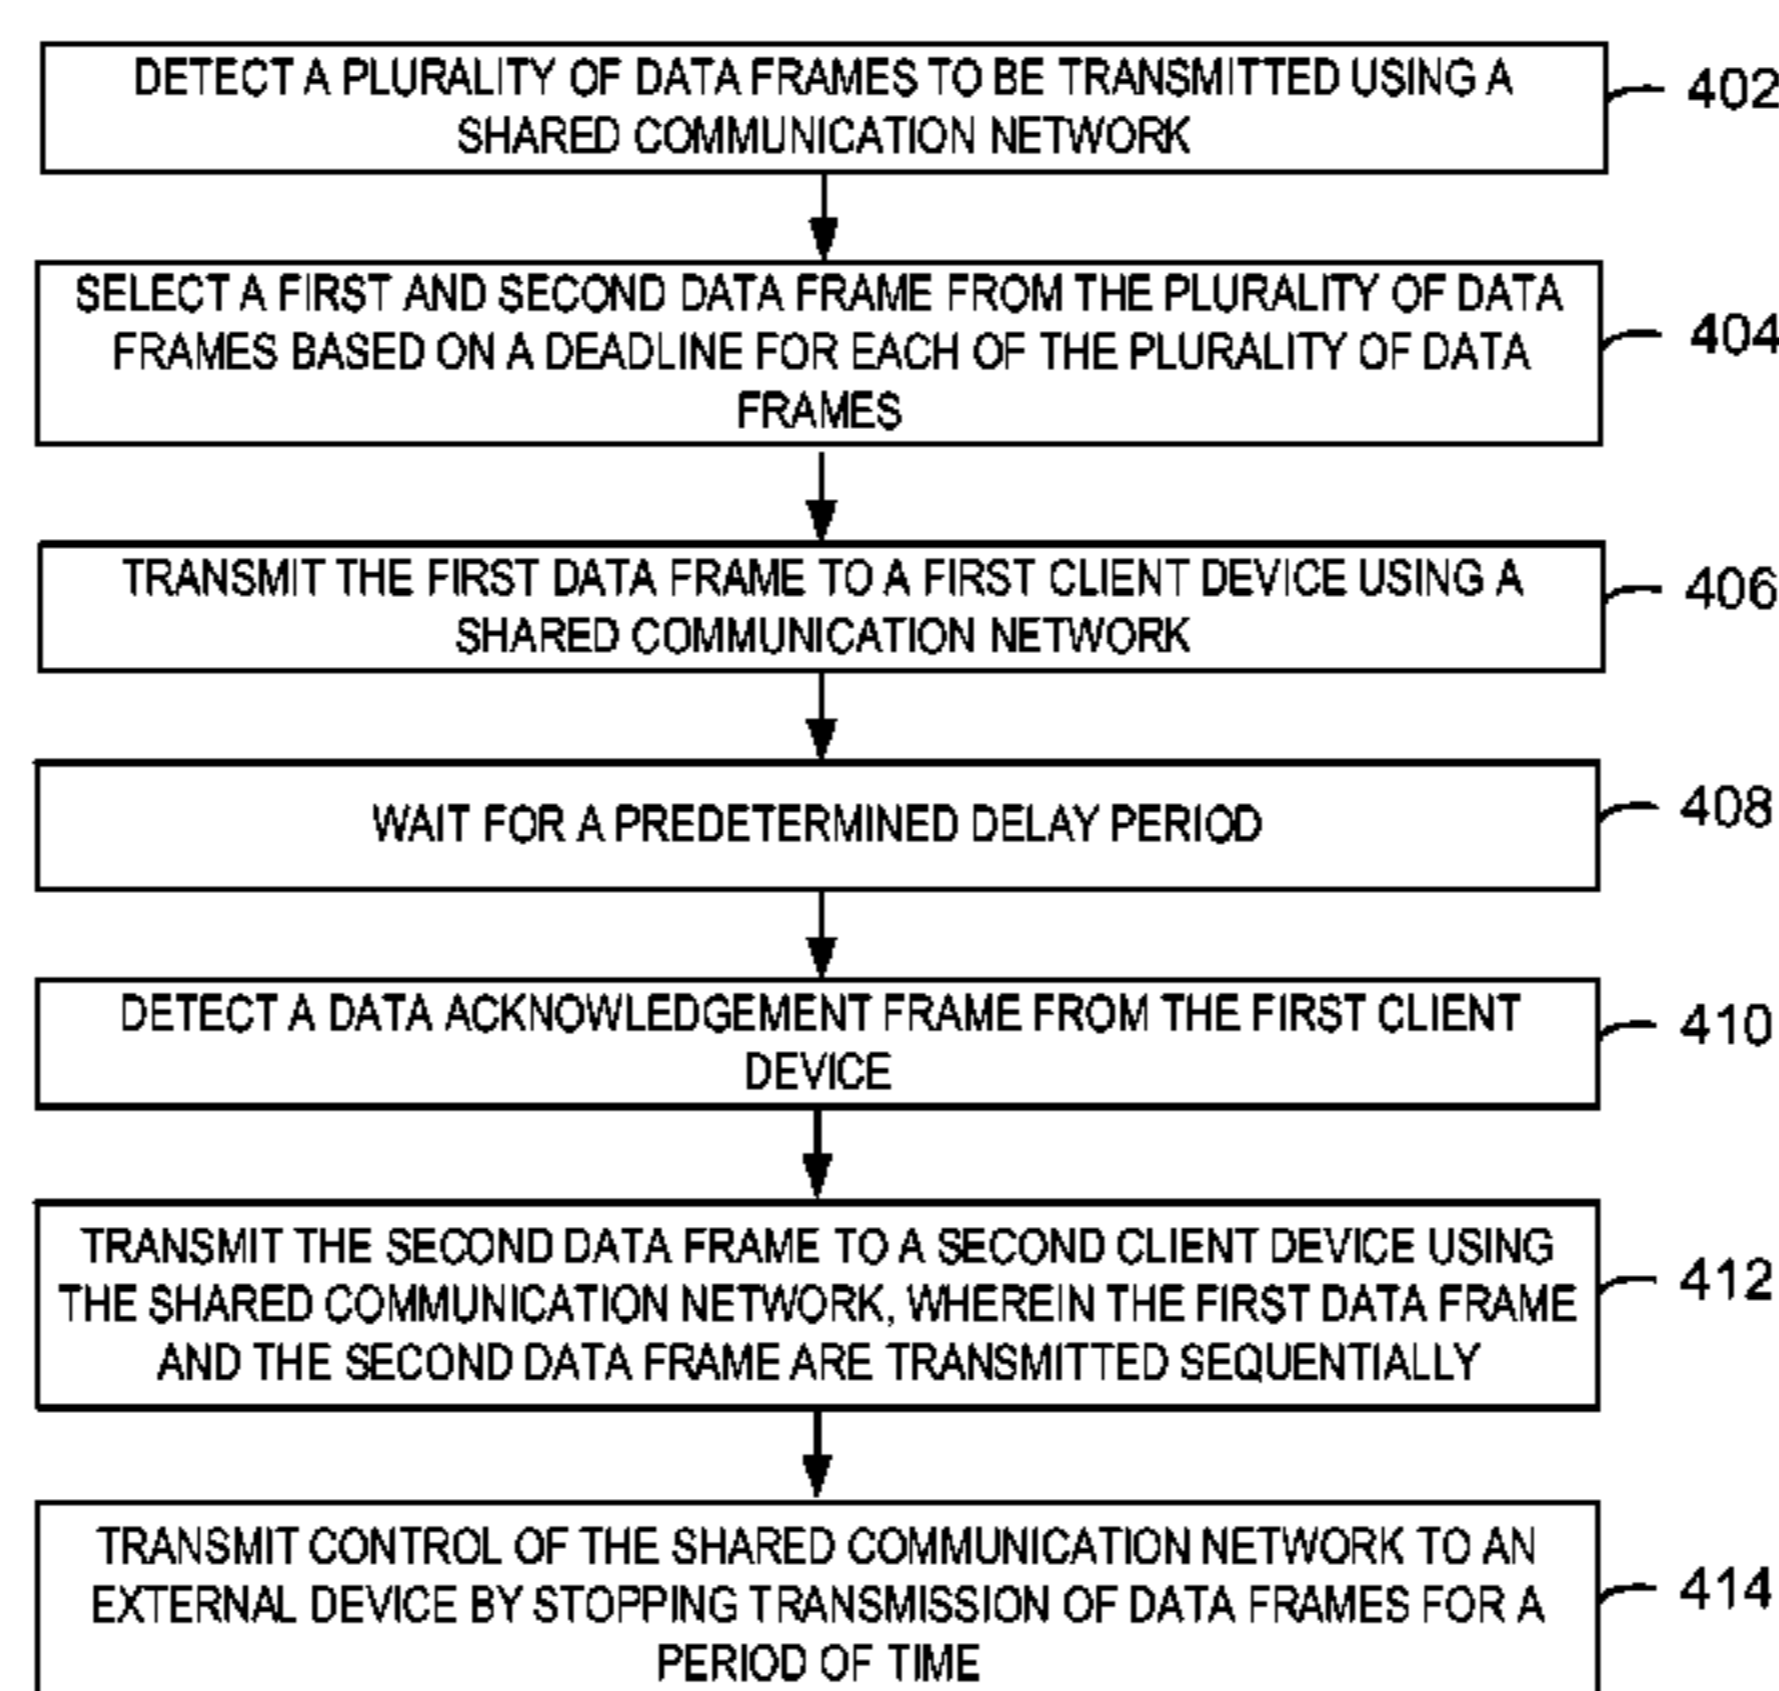 DETECT A PLURALITY OF DATA FRAMES TO BE TRANSMITTED USING A
SHARED COMMUNICATION NETWORK
402
SELECT A FIRST AND SECOND DATA FRAME FROM THE PLURALITY OF DATA
FRAMES BASED ON A DEADLINE FOR EACH OF THE PLURALITY OF DATA
FRAMES
404
TRANSMIT THE FIRST DATA FRAME TO A FIRST CLIENT DEVICE USING A
SHARED COMMUNICATION NETWORK
406
WAIT FOR A PREDETERMINED DELAY PERIOD
408
DETECT A DATA ACKNOWLEDGEMENT FRAME FROM THE FIRST CLIENT
DEVICE
410
TRANSMIT THE SECOND DATA FRAME TO A SECOND CLIENT DEVICE USING
THE SHARED COMMUNICATION NETWORK, WHEREIN THE FIRST DATA FRAME
AND THE SECOND DATA FRAME ARE TRANSMITTED SEQUENTIALLY
412
TRANSMIT CONTROL OF THE SHARED COMMUNICATION NETWORK TO AN
EXTERNAL DEVICE BY STOPPING TRANSMISSION OF DATA FRAMES FOR A
PERIOD OF TIME
414